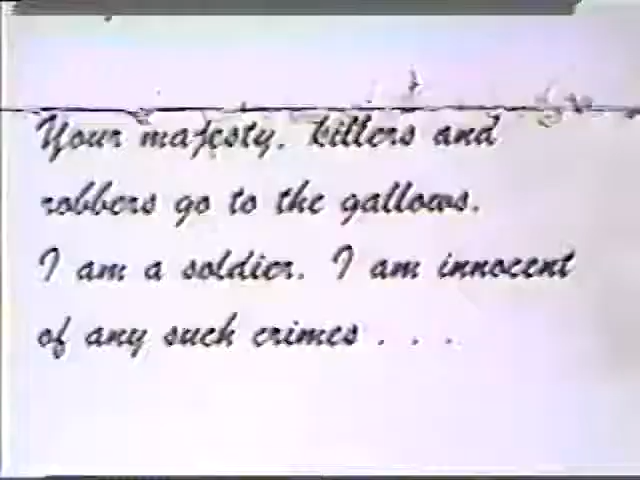 Your majesty, killers and
robbers go to the gallows.
I am a soldier. I am innocent
of any such crimes . . .